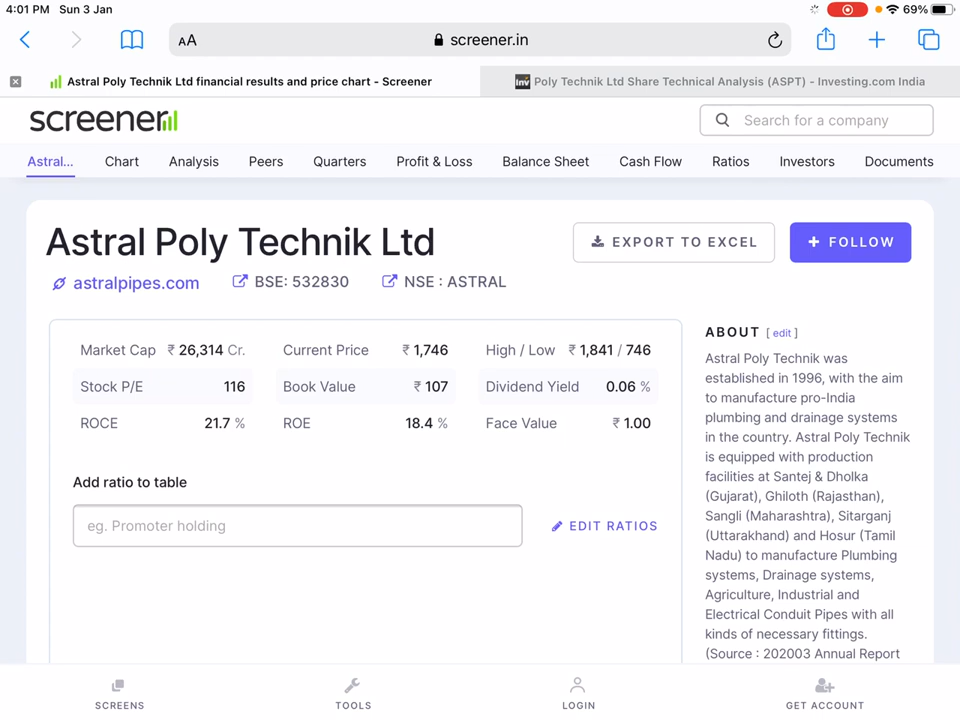 4:01 PM Sun 3 Jan 69%
AA screener.in
Astral Poly Technik Ltd financial results and price chart - Screener
Inv Poly Technik Ltd Share Technical Analysis (ASPT) - Investing.com India
screener
Search for a company
Astral... Chart Analysis Peers Quarters Profit & Loss Balance Sheet Cash Flow Ratios Investors Documents
Astral Poly Technik Ltd
EXPORT TO EXCEL
+ FOLLOW
astralpipes.com BSE: 532830 NSE : ASTRAL
Market Cap ₹ 26,314 Cr. Current Price ₹ 1,746 High / Low ₹ 1,841 / 746
Stock P/E 116 Book Value ₹ 107 Dividend Yield 0.06 %
ROCE 21.7 % ROE 18.4 % Face Value ₹ 1.00
Add ratio to table
eg. Promoter holding
EDIT RATIOS
ABOUT [ edit ]
Astral Poly Technik was
established in 1996, with the aim
to manufacture pro-India
plumbing and drainage systems
in the country. Astral Poly Technik
is equipped with production
facilities at Santej & Dholka
(Gujarat), Ghiloth (Rajasthan),
Sangli (Maharashtra), Sitarganj
(Uttarakhand) and Hosur (Tamil
Nadu) to manufacture Plumbing
systems, Drainage systems,
Agriculture, Industrial and
Electrical Conduit Pipes with all
kinds of necessary fittings.
(Source : 202003 Annual Report
SCREENS TOOLS LOGIN GET ACCOUNT